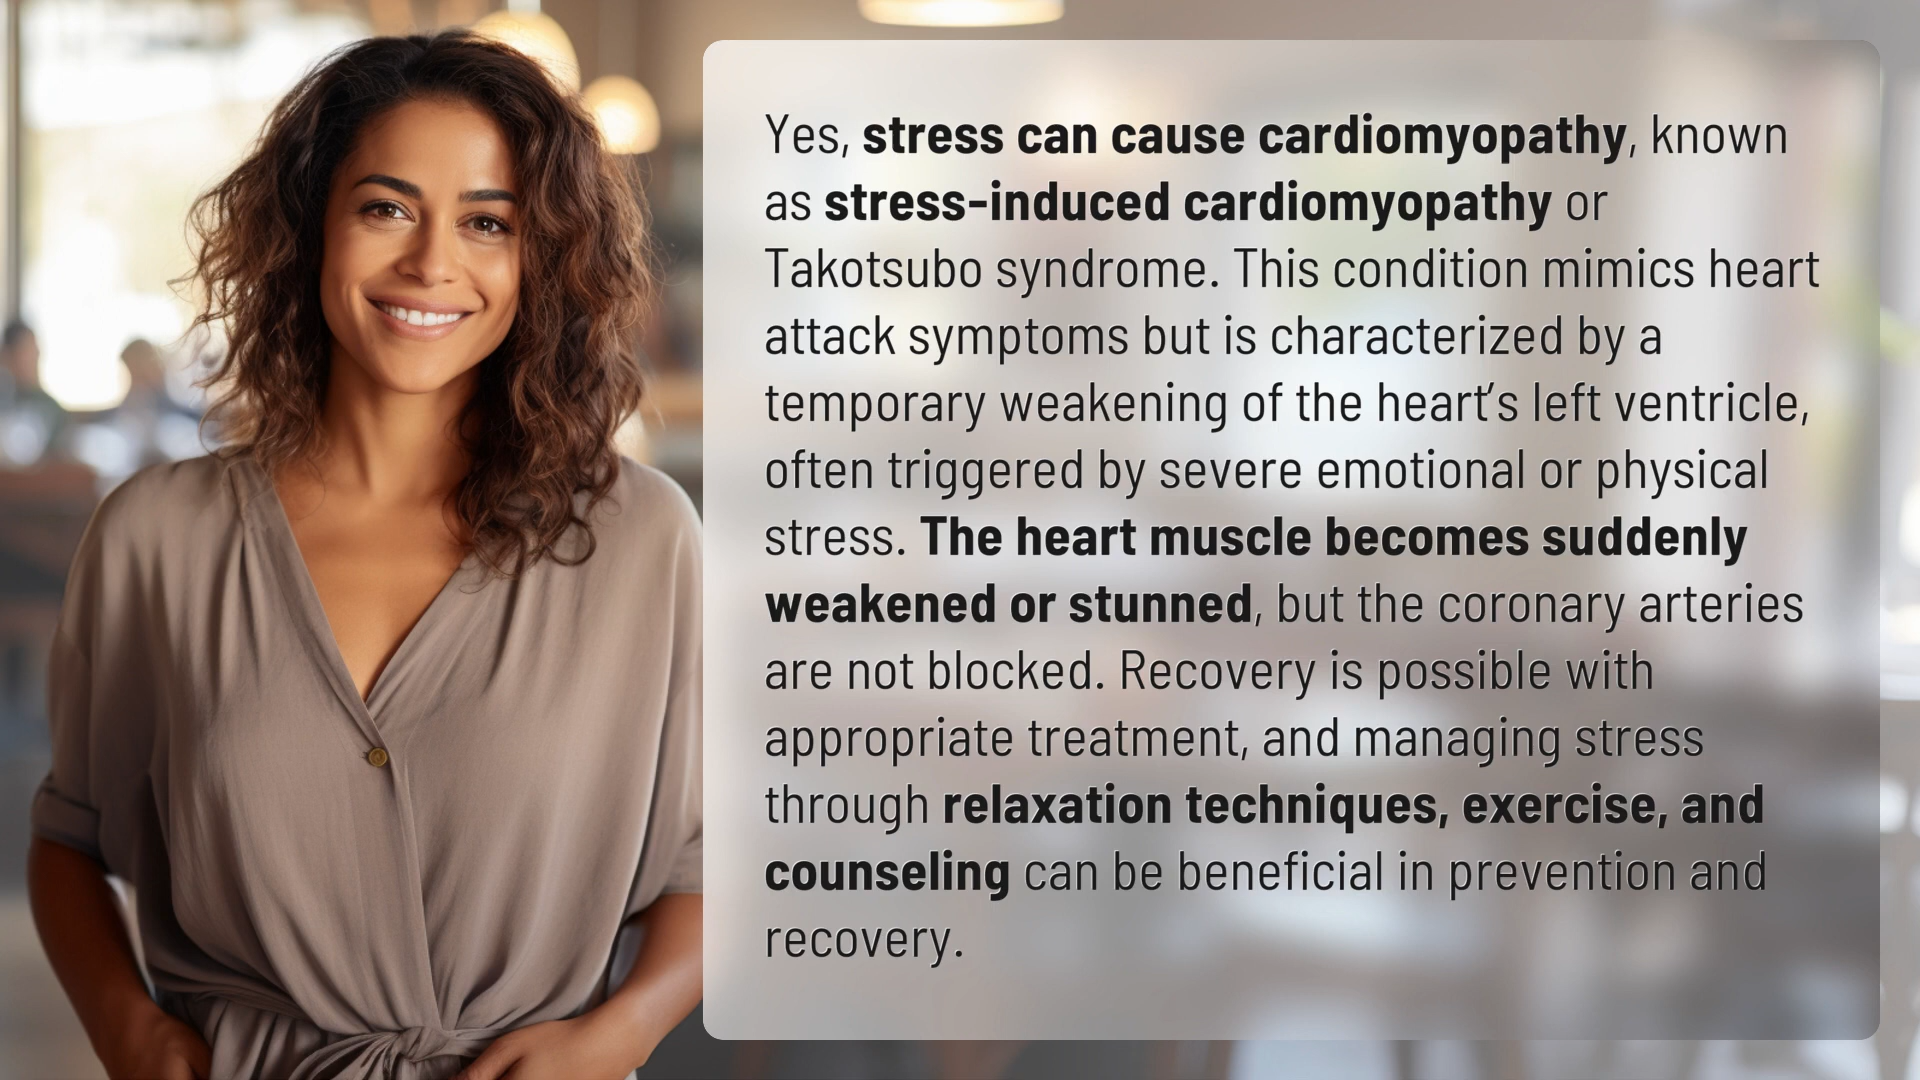 Yes, stress can cause cardiomyopathy, known
as stress-induced cardiomyopathy or
Takotsubo syndrome. This condition mimics heart
attack symptoms but is characterized by a
temporary weakening of the heart’s left ventricle,
often triggered by severe emotional or physical
stress. The heart muscle becomes suddenly
weakened or stunned, but the coronary arteries
are not blocked. Recovery is possible with
appropriate treatment, and managing stress
through relaxation techniques, exercise, and
counseling can be beneficial in prevention and
recovery.